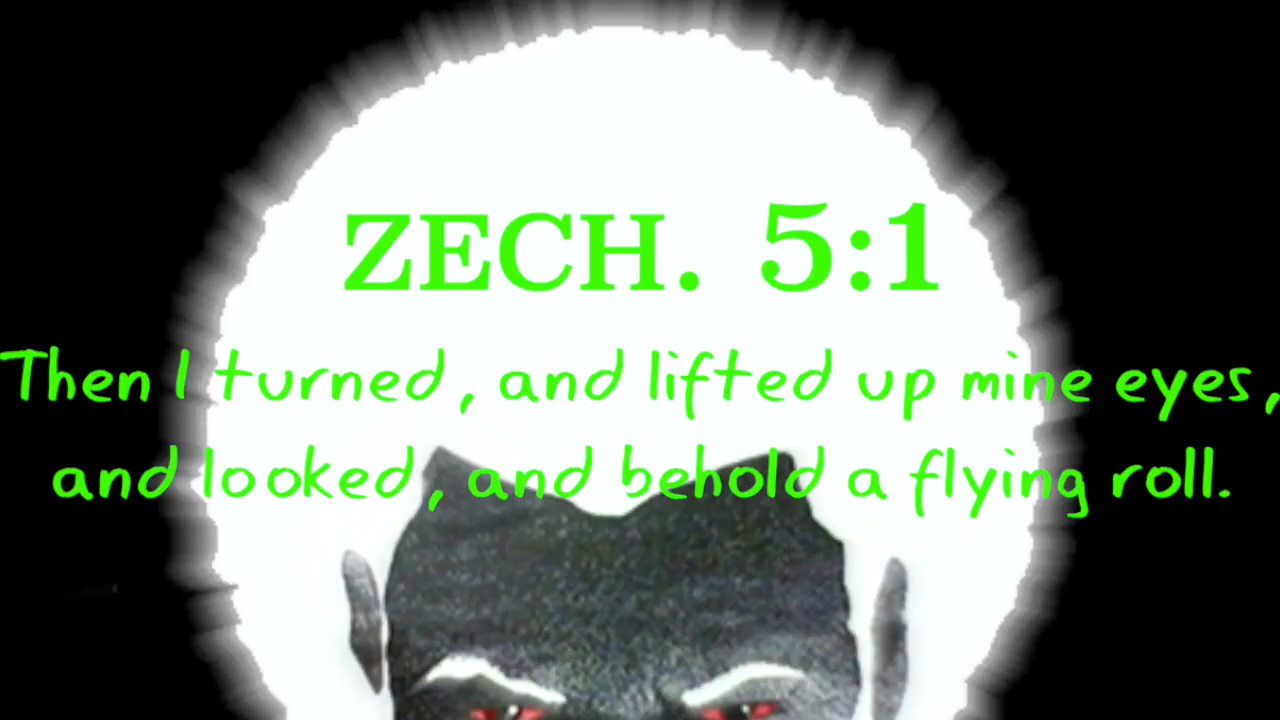 ZECH. 5:1
Then I turned, and lifted up mine eyes,
and looked, and behold a flying roll.